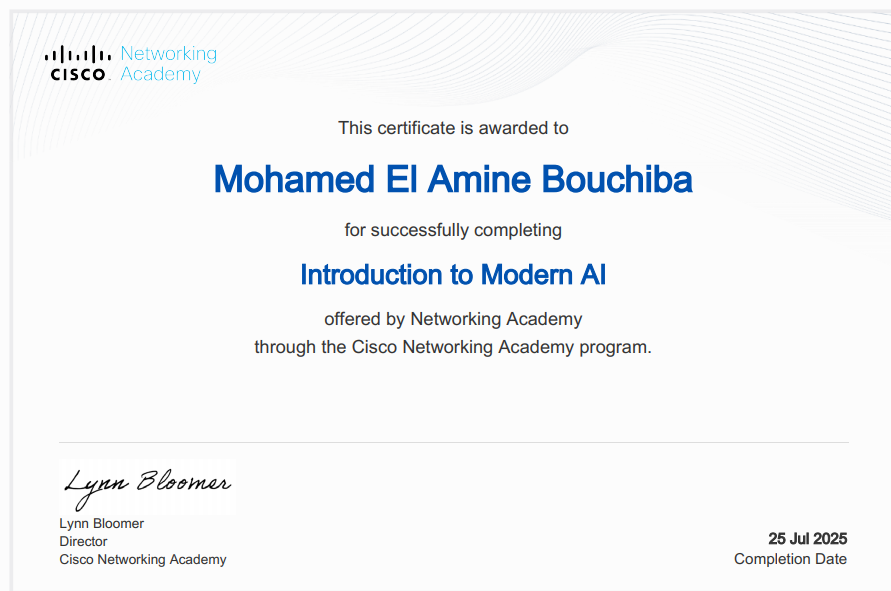 Networking
CISCO. Academy
This certificate is awarded to
Mohamed El Amine Bouchiba
for successfully completing
Introduction to Modern AI
offered by Networking Academy
through the Cisco Networking Academy program.
Lynn Bloomer
Lynn Bloomer
Director
Cisco Networking Academy
25 Jul 2025
Completion Date